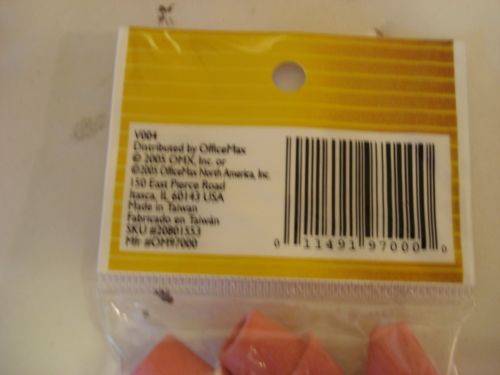 V004
Distributed by OfficeMax
© 2005 OMX, Inc. or
©2005 OfficeMax North America, Inc.
150 East Pierce Road
Itasca, IL 60143 USA
Made in Taiwan
Fabricado en Taiwán
SKU #20801553
Mfr #OM97000
0 11491 97000 0